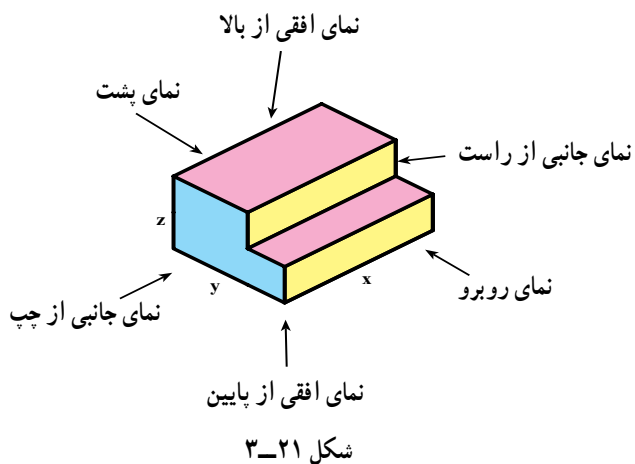 نمای افقی از بالا
نمای پشت
نمای جانبی از راست
z
y
x
نمای روبرو
نمای جانبی از چپ
نمای افقی از پایین
شکل ۲۱ــ۳